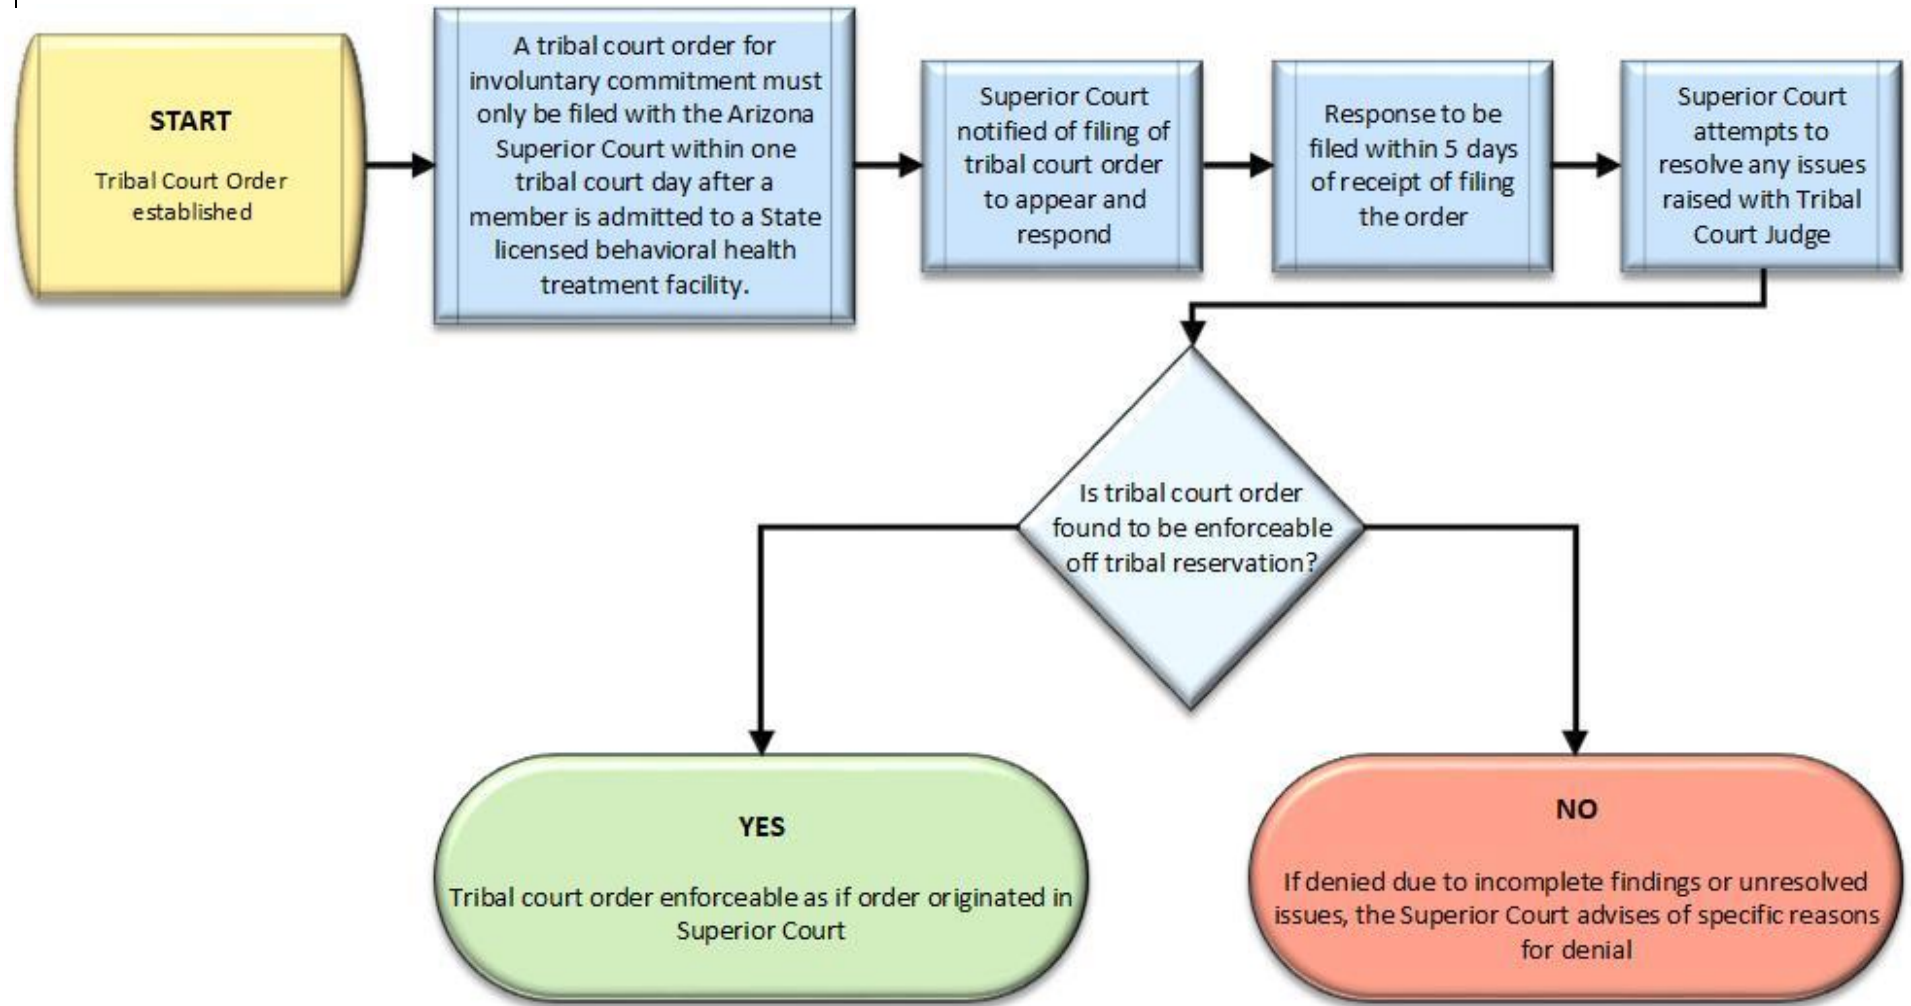 START
Tribal Court Order
established
A tribal court order for
involuntary commitment must
only be filed with the Arizona
Superior Court within one
tribal court day after a
member is admitted to a State
licensed behavioral health
treatment facility.
Superior Court
notified of filing of
tribal court order
to appear and
respond
Response to be
filed within 5 days
of receipt of filing
the order
Superior Court
attempts to
resolve any issues
raised with Tribal
Court Judge
Is tribal court order
found to be enforceable
off tribal reservation?
YES
Tribal court order enforceable as if order originated in
Superior Court
NO
If denied due to incomplete findings or unresolved
issues, the Superior Court advises of specific reasons
for denial